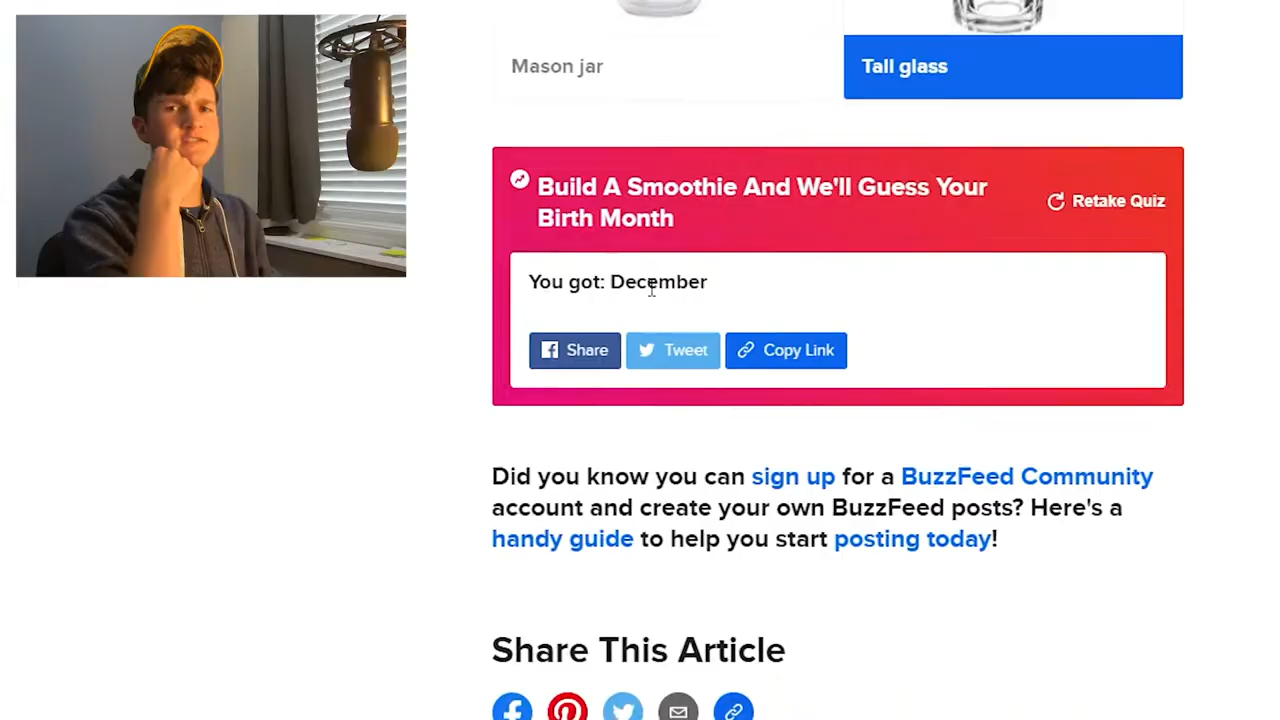 Mason jar
Tall glass
Build A Smoothie And We'll Guess Your
Birth Month
Retake Quiz
You got: December
Share
Tweet
Copy Link
Did you know you can sign up for a BuzzFeed Community
account and create your own BuzzFeed posts? Here's a
handy guide to help you start posting today!
Share This Article